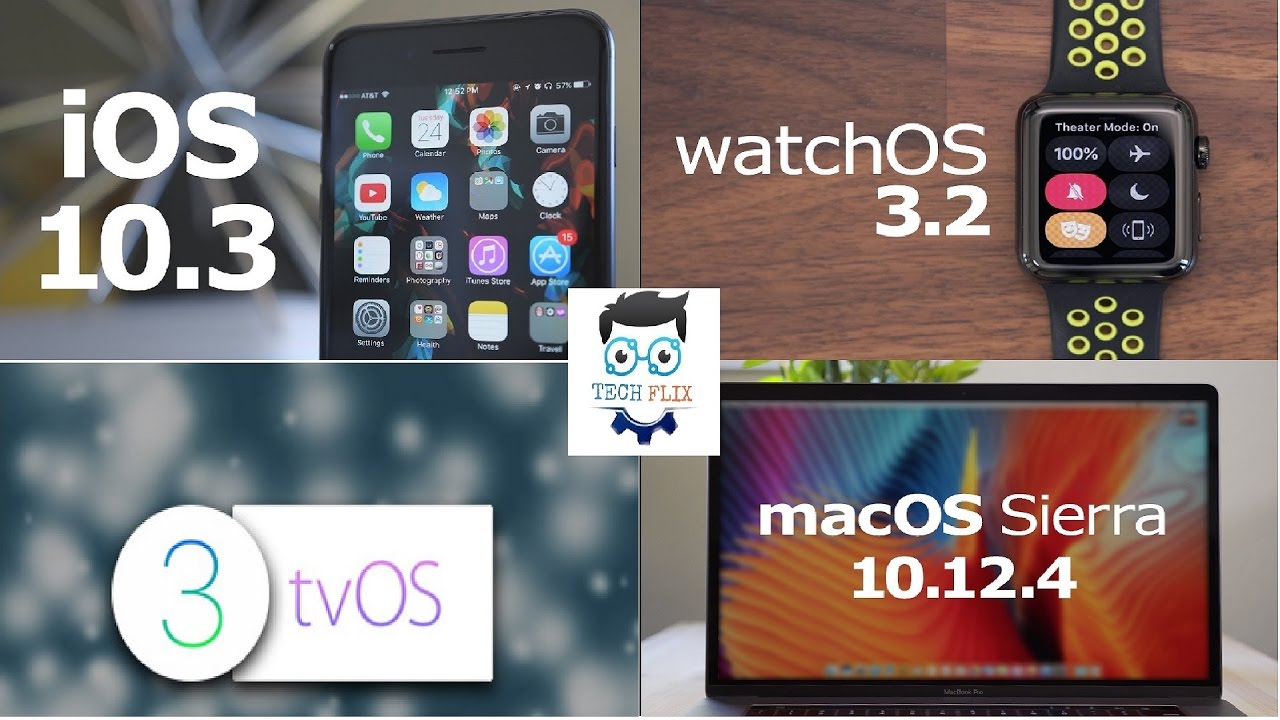 iOS
10.3
AT&T
12:52 PM
57%
Tuesday
24
Phone
Calendar
Photos
Camera
YouTube
Weather
Maps
Clock
15
Reminders
Photography
iTunes Store
App Store
Settings
Health
Notes
Travel
watchOS
3.2
Theater Mode: On
100%
TECH FLIX
3
tvOS
macOS Sierra
10.12.4
MacBook Pro